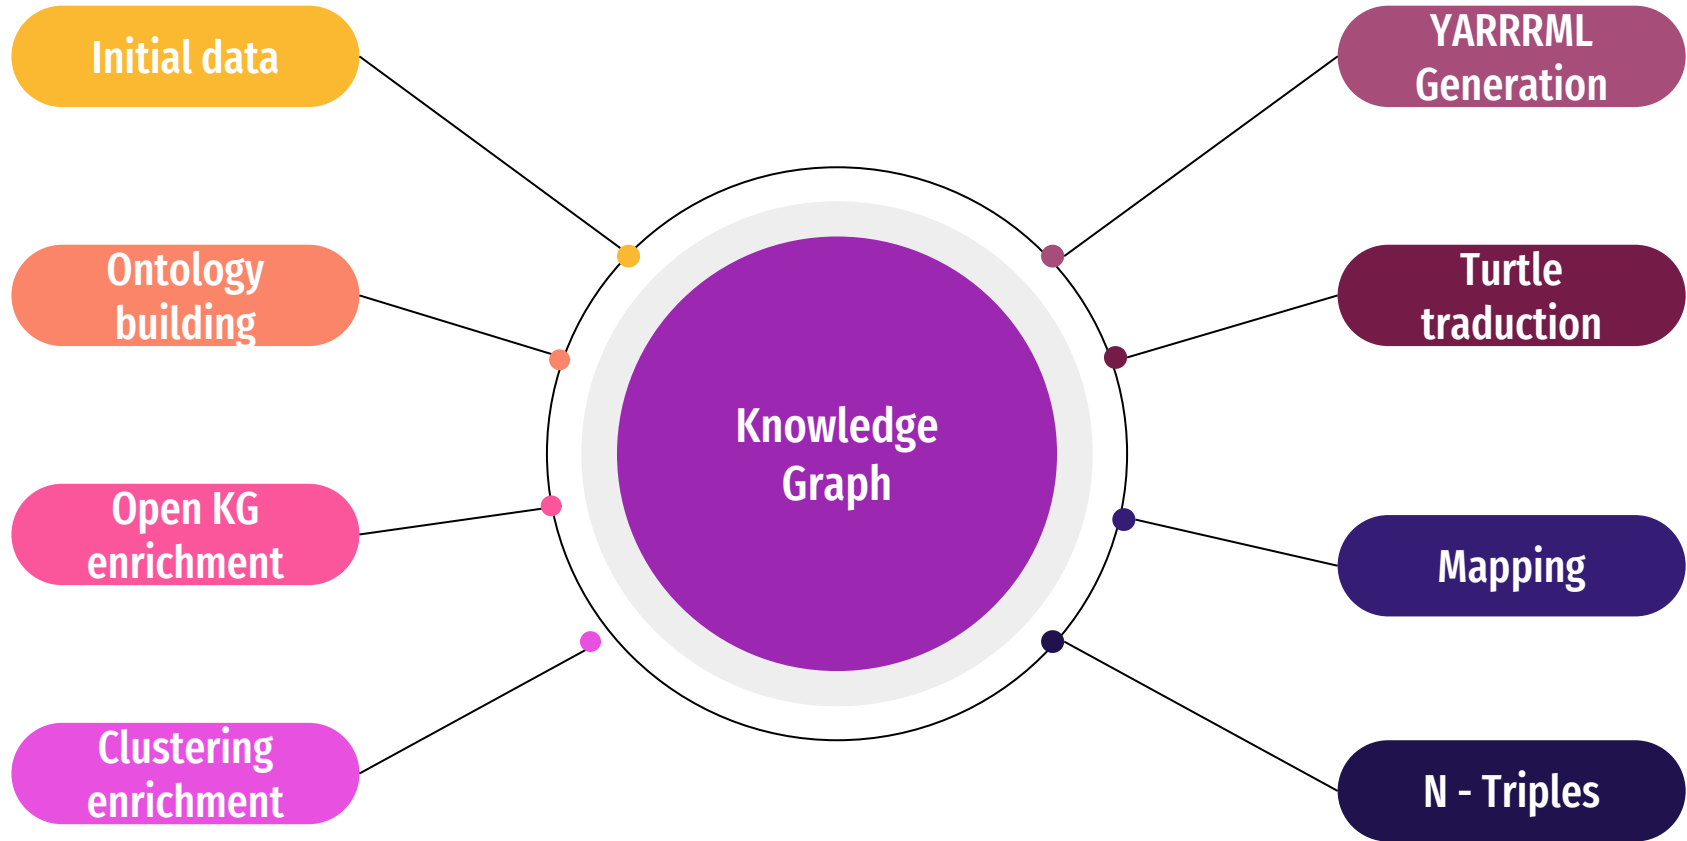 Initial data
Ontology
building
Open KG
enrichment
Clustering
enrichment
Knowledge
Graph
YARRRML
Generation
Turtle
traduction
Mapping
N - Triples